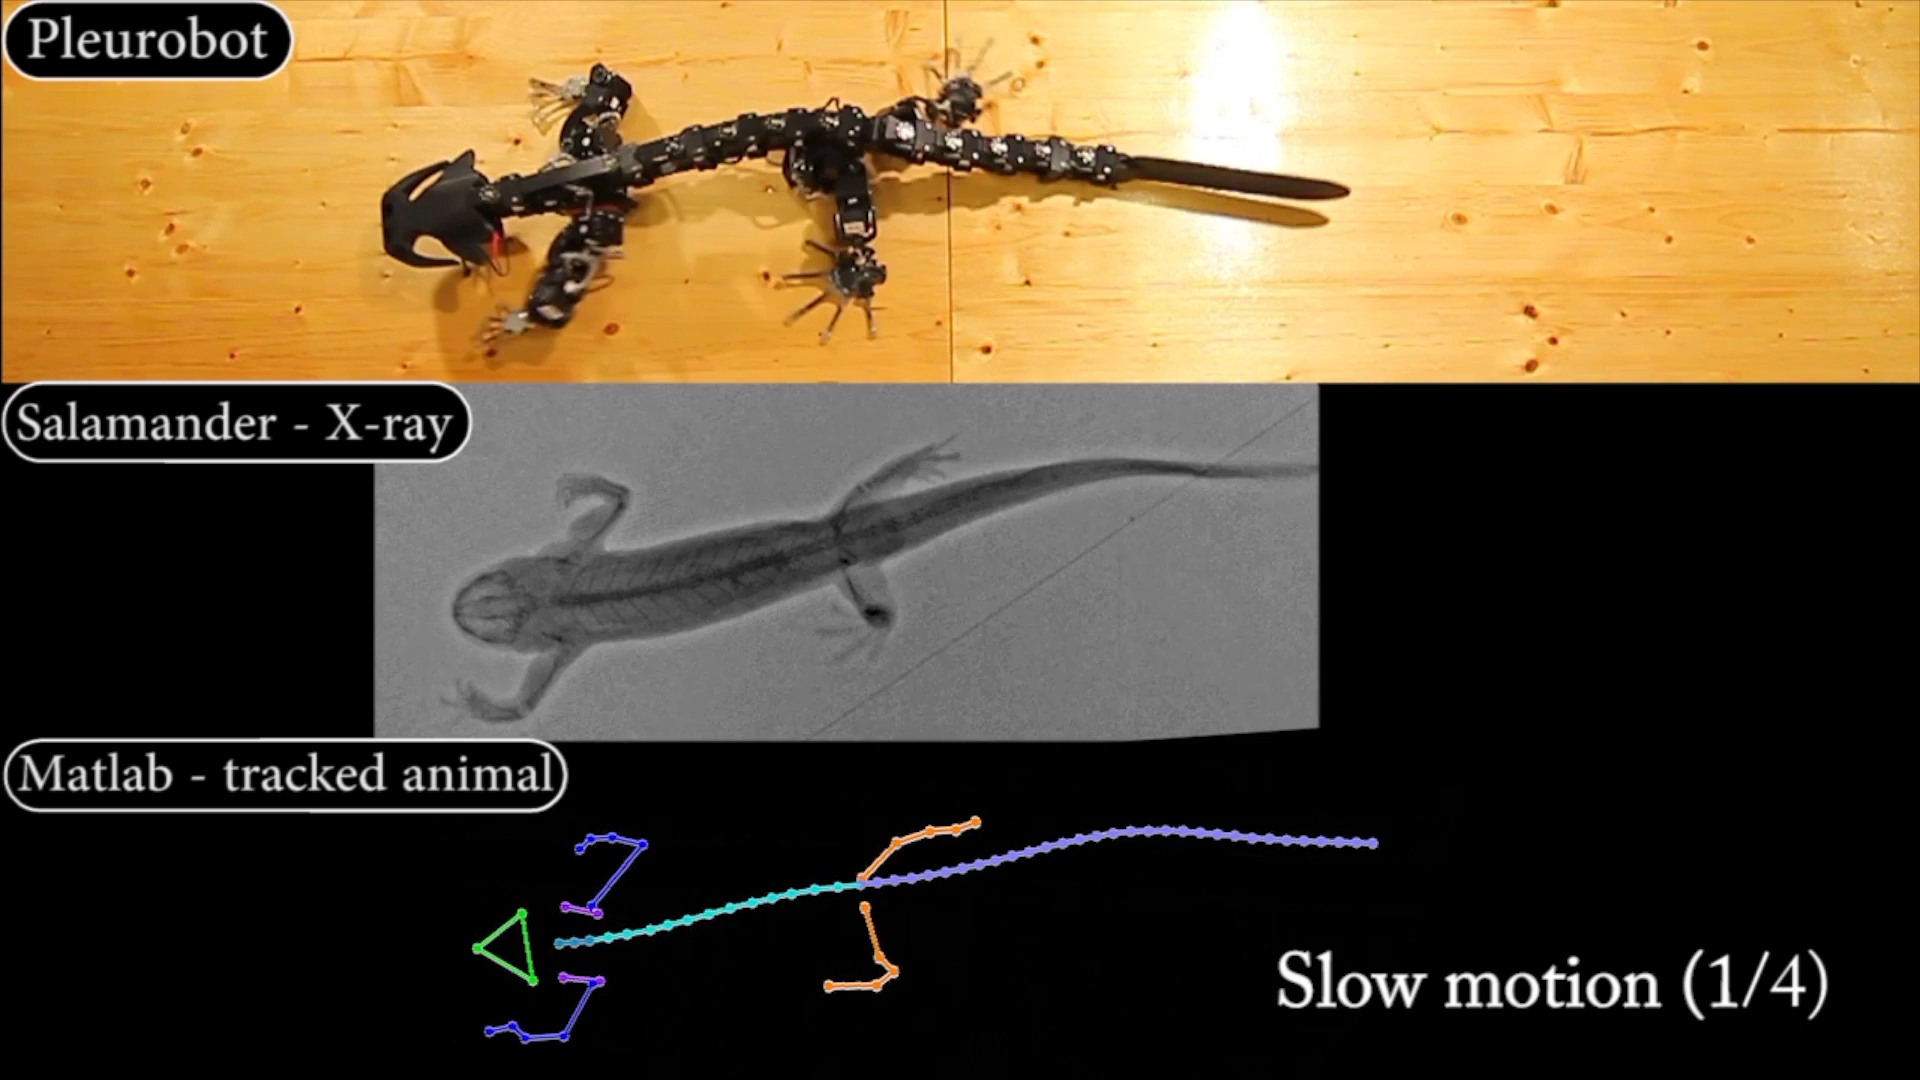 Pleurobot
Salamander - X-ray
Matlab - tracked animal
Slow motion (1/4)